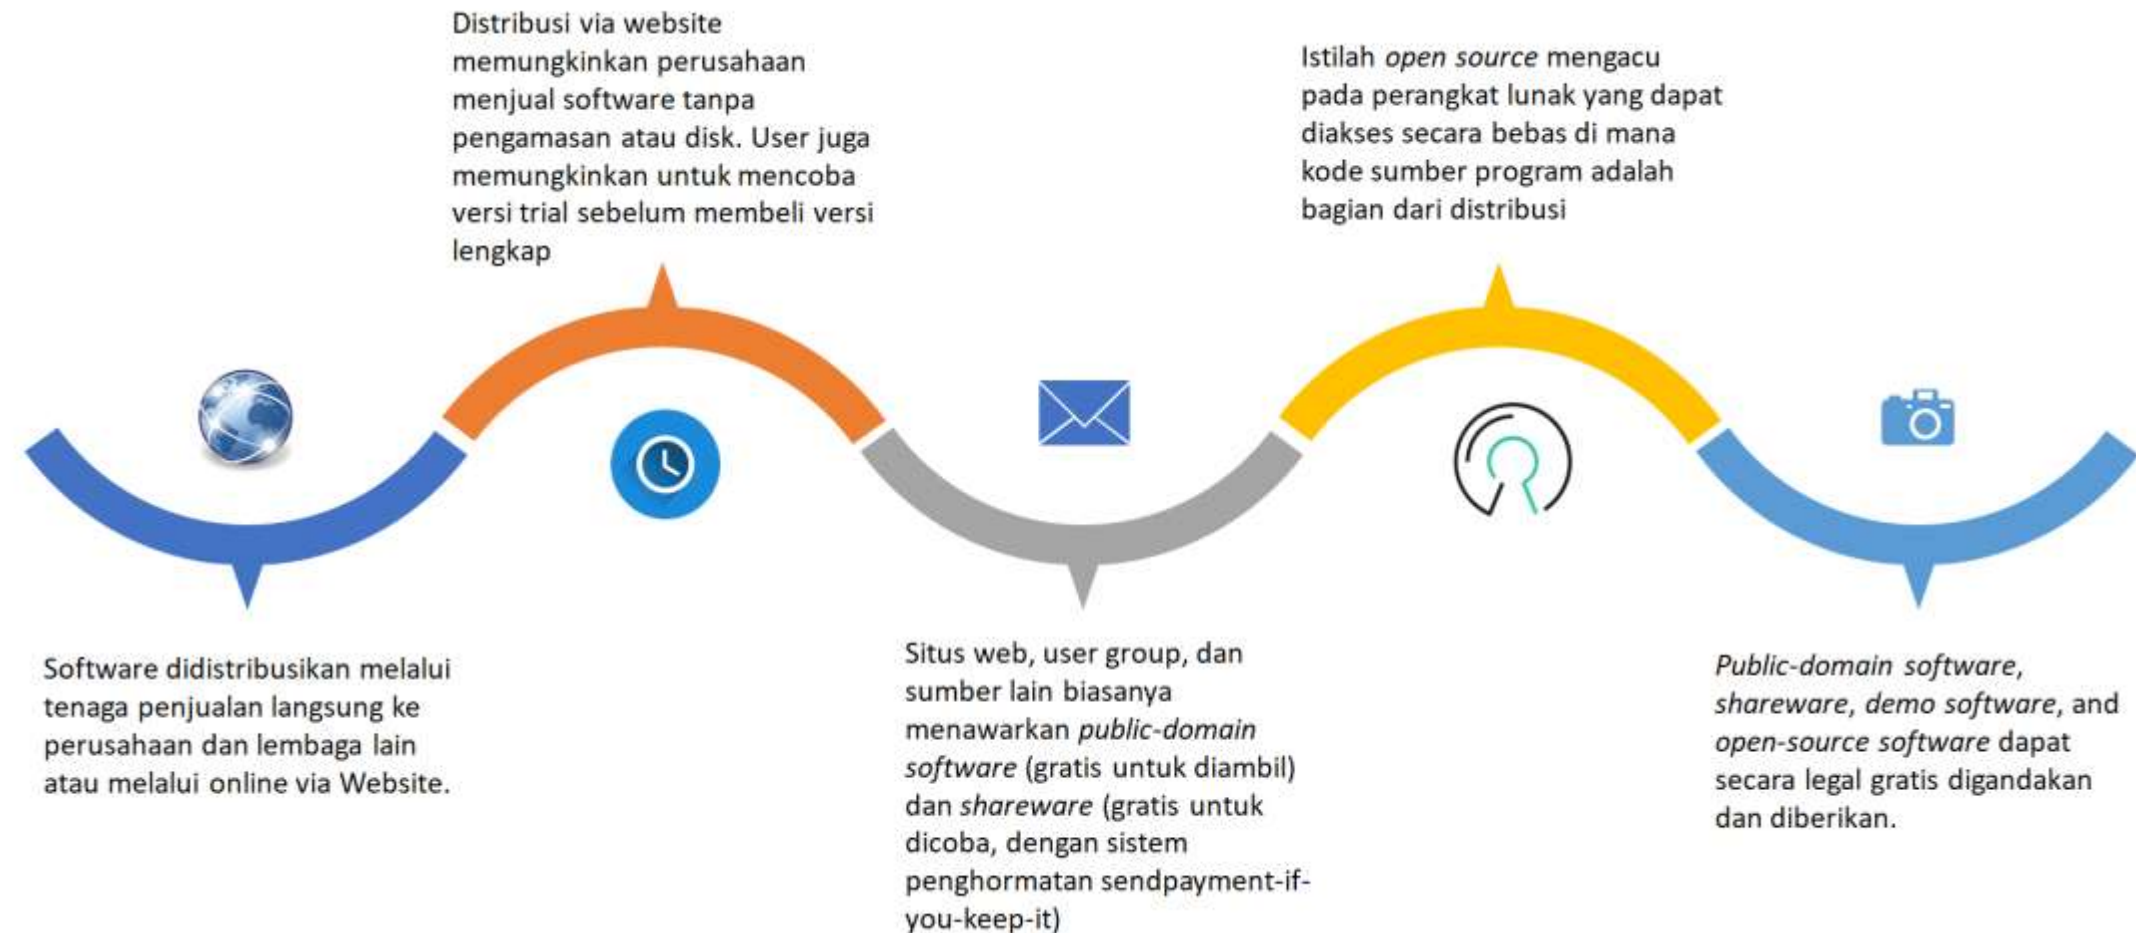 Software didistribusikan melalui
tenaga penjualan langsung ke
perusahaan dan lembaga lain
atau melalui online via Website.
Distribusi via website
memungkinkan perusahaan
menjual software tanpa
pengamasan atau disk. User juga
memungkinkan untuk mencoba
versi trial sebelum membeli versi
lengkap
Situs web, user group, dan
sumber lain biasanya
menawarkan public-domain
software (gratis untuk diambil)
dan shareware (gratis untuk
dicoba, dengan sistem
penghormatan sendpayment-if-
you-keep-it)
Istilah open source mengacu
pada perangkat lunak yang dapat
diakses secara bebas di mana
kode sumber program adalah
bagian dari distribusi
Public-domain software,
shareware, demo software, and
open-source software dapat
secara legal gratis digandakan
dan diberikan.